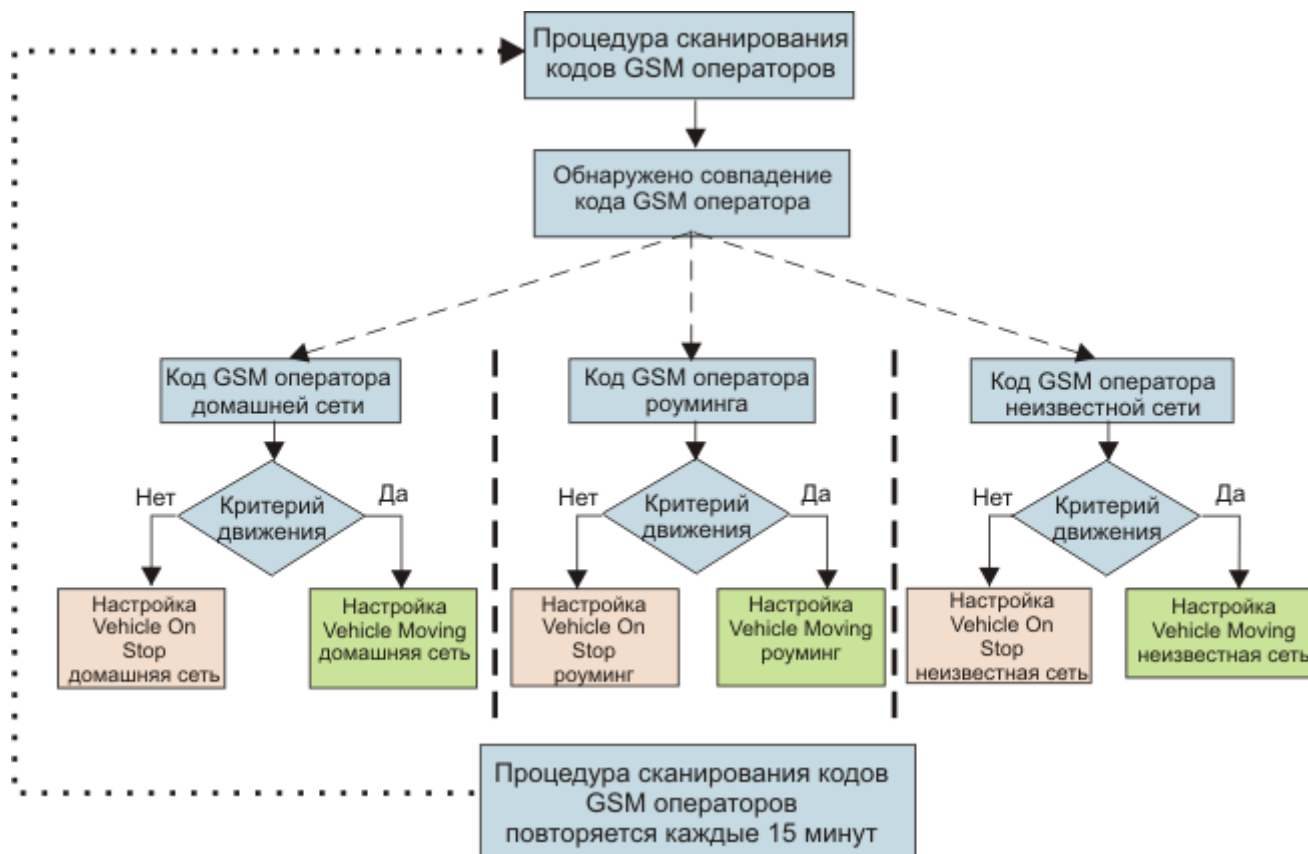 Процедура сканирования
кодов GSM операторов
Обнаружено совпадение
кода GSM оператора
Код GSM оператора
домашней сети
Код GSM оператора
роуминга
Код GSM оператора
неизвестной сети
Нет
Критерий
движения
Да
Нет
Критерий
движения
Да
Нет
Критерий
движения
Да
Настройка
Vehicle On
Stop
домашняя сеть
Настройка
Vehicle Moving
домашняя сеть
Настройка
Vehicle On
Stop
роуминг
Настройка
Vehicle Moving
роуминг
Настройка
Vehicle On
Stop
неизвестная сеть
Настройка
Vehicle Moving
неизвестная сеть
Процедура сканирования кодов
GSM операторов
повторяется каждые 15 минут